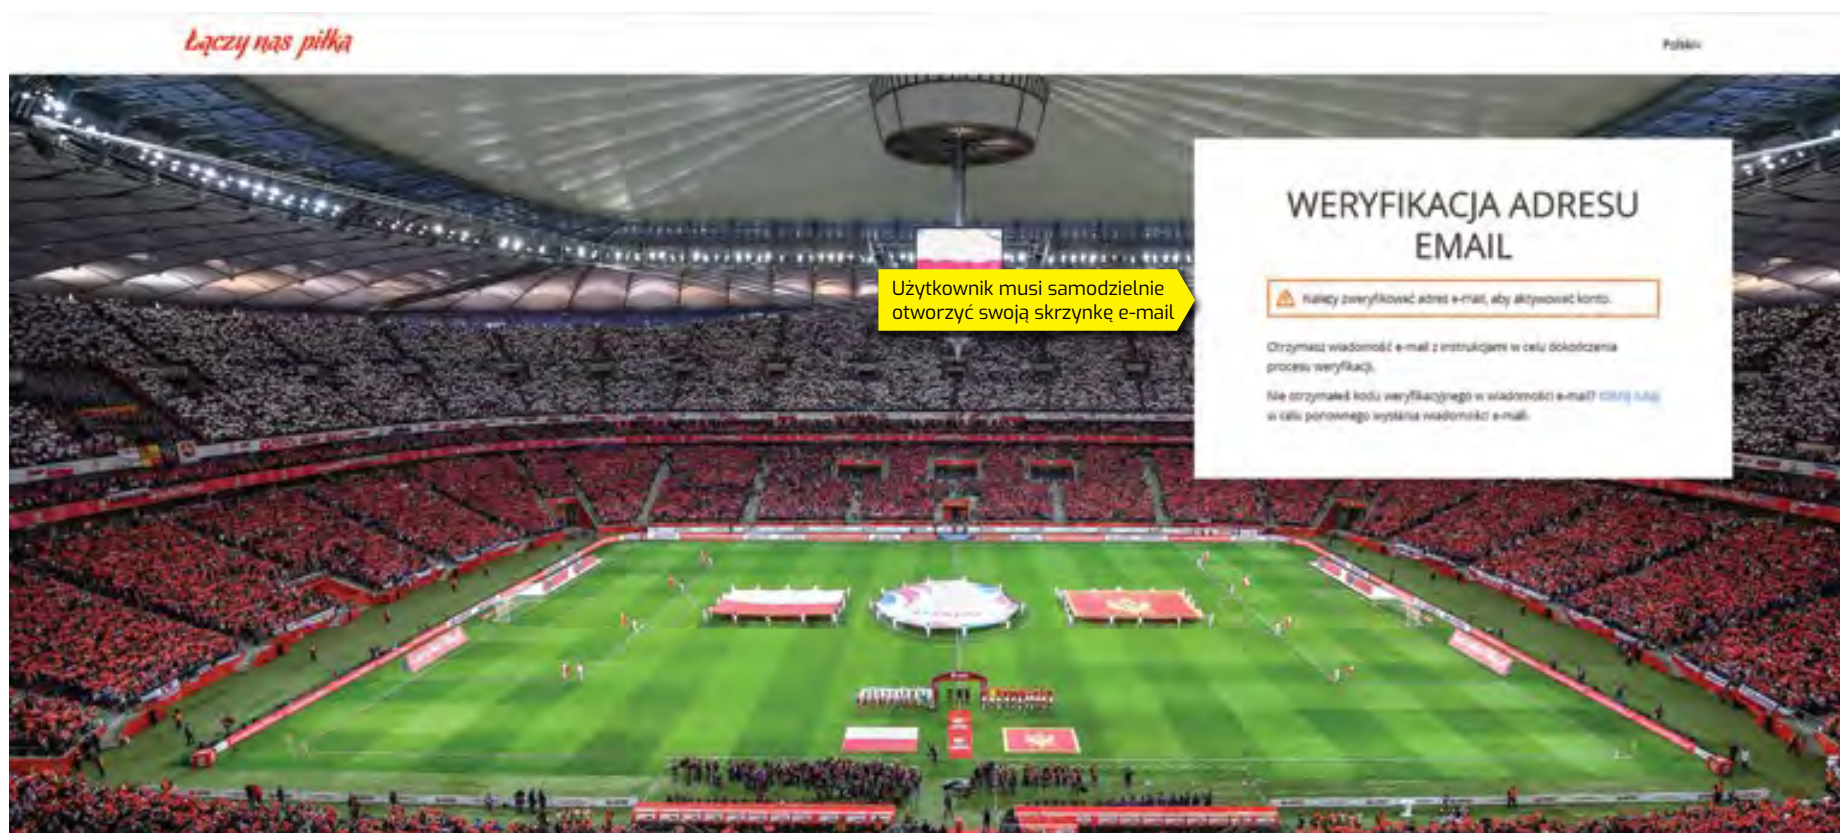 Łączy nas piłka
Polski
WERYFIKACJA ADRESU
EMAIL
Użytkownik musi samodzielnie
otworzyć swoją skrzynkę e-mail
Należy zweryfikować adres e-mail, aby aktywować konto.
Otrzymasz wiadomość e-mail z instrukcjami w celu dokończenia
procesu weryfikacji.
Nie otrzymałeś kodu weryfikacyjnego w wiadomości e-mail? Kliknij tutaj
w celu ponownego wysłania wiadomości e-mail.